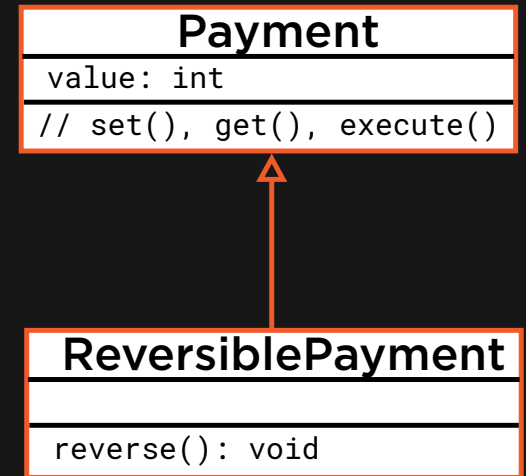 Payment
value: int
// set(), get(), execute()
ReversiblePayment
reverse(): void